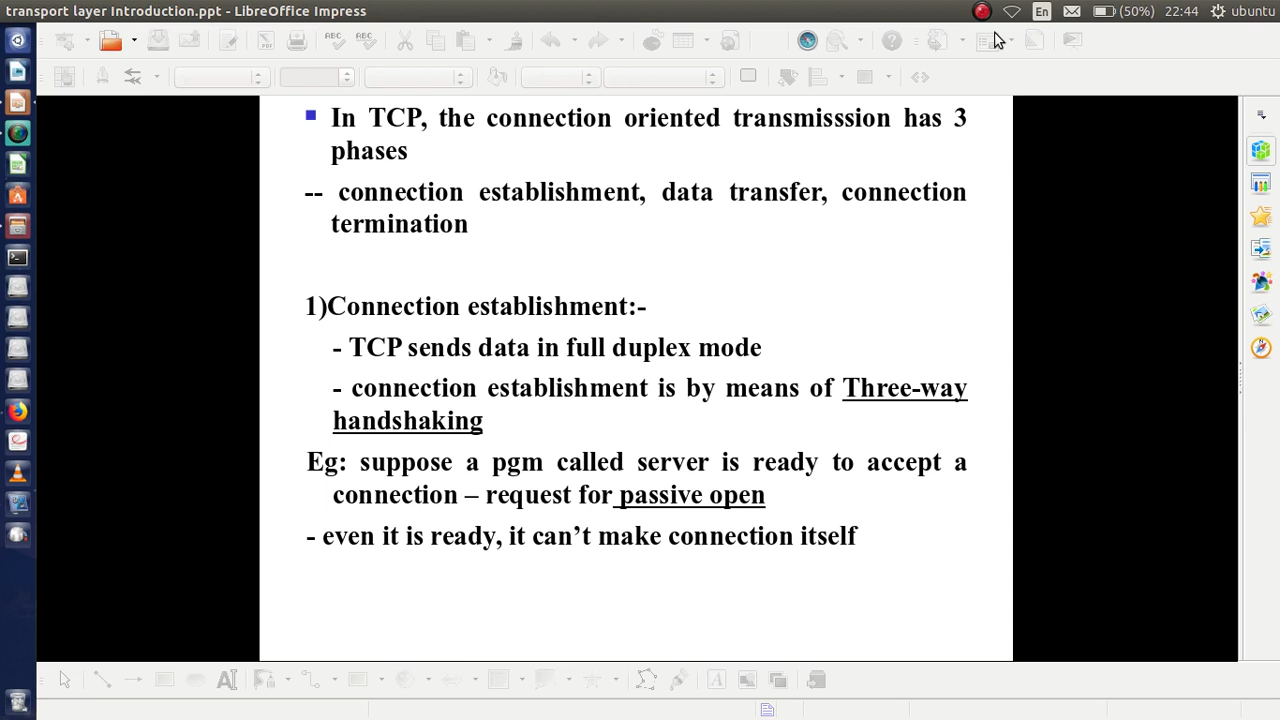 transport layer Introduction.ppt - LibreOffice Impress
En
(50%)
22:44
ubuntu
In TCP, the connection oriented transmisssion has 3
phases
-- connection establishment, data transfer, connection
termination
1)Connection establishment:-
- TCP sends data in full duplex mode
- connection establishment is by means of Three-way
handshaking
Eg: suppose a pgm called server is ready to accept a
connection – request for passive open
- even it is ready, it can’t make connection itself